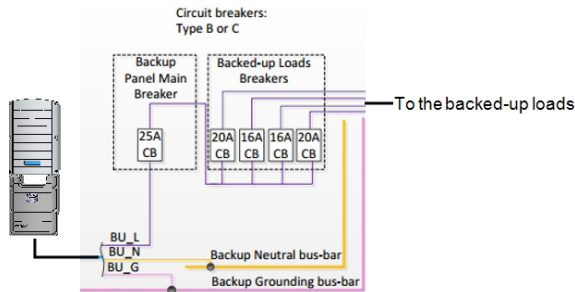 Circuit breakers:
Type B or C
Backup
Panel Main
Breaker
Backed-up Loads
Breakers
To the backed-up loads
25A
CB
20A
CB
16A
CB
16A
CB
20A
CB
BU_L
BU_N
BU_G
Backup Neutral bus-bar
Backup Grounding bus-bar